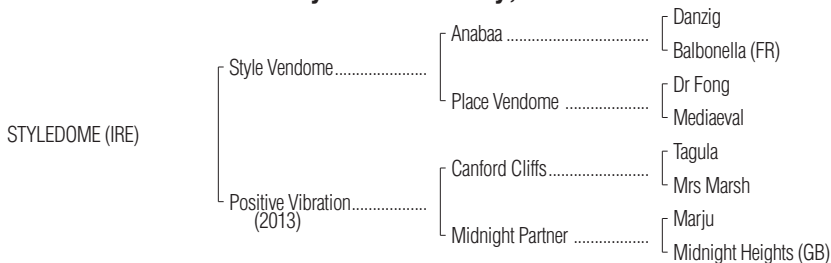 Danzig
Anabaa
Balbonella (FR)
Style Vendome
Dr Fong
Place Vendome
Mediaeval
STYLEDOME (IRE)
Tagula
Canford Cliffs
Mrs Marsh
Positive Vibration
(2013)
Marju
Midnight Partner
Midnight Heights (GB)